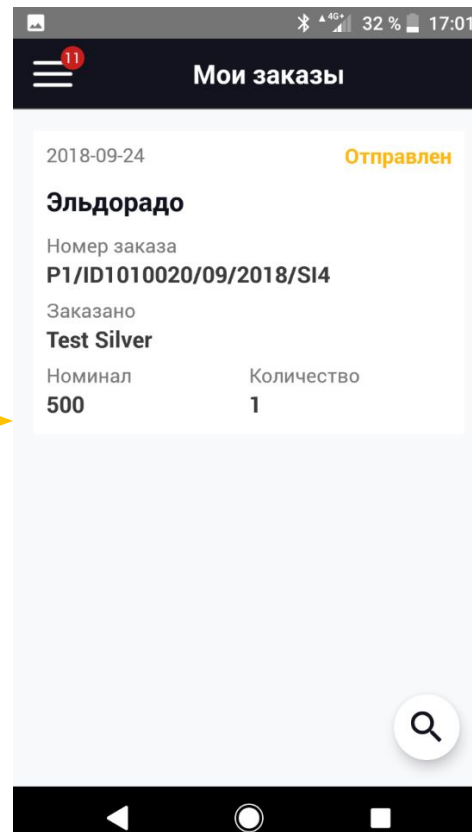 4G+ 32 % 17:01
11
Мои заказы
2018-09-24 Отправлен
Эльдорадо
Номер заказа
P1/ID1010020/09/2018/SI4
Заказано
Test Silver
Номинал Количество
500 1